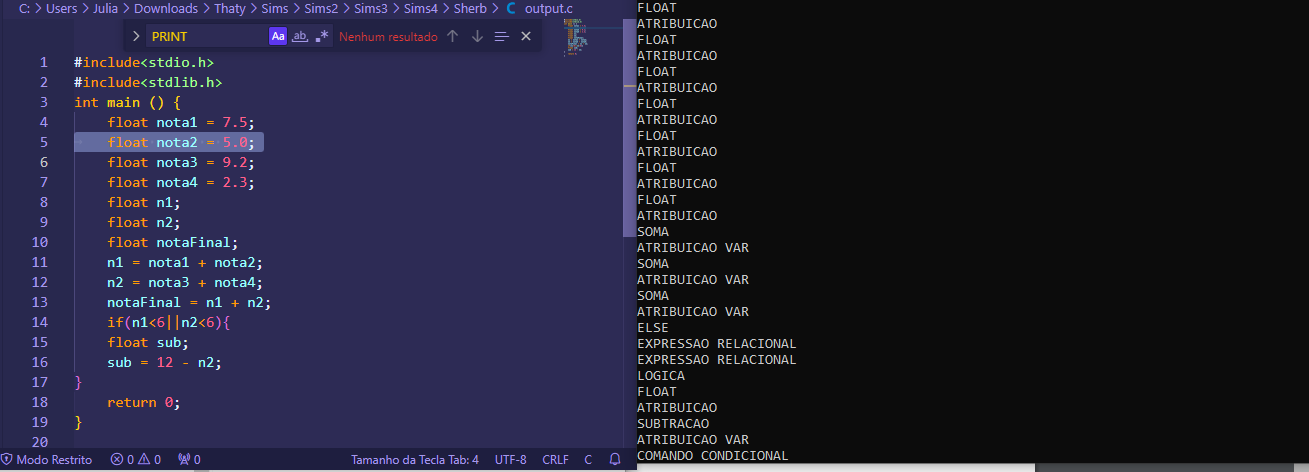 C: > Users > Julia > Downloads > Thaty > Sims > Sims2 > Sims3 > Sims4 > Sherb > C output.c
PRINT Aa ab .* Nenhum resultado
1 #include<stdio.h>
2 #include<stdlib.h>
3 int main () {
4 float nota1 = 7.5;
5 float nota2 = 5.0;
6 float nota3 = 9.2;
7 float nota4 = 2.3;
8 float n1;
9 float n2;
10 float notaFinal;
11 n1 = nota1 + nota2;
12 n2 = nota3 + nota4;
13 notaFinal = n1 + n2;
14 if(n1<6||n2<6){
15 float sub;
16 sub = 12 - n2;
17 }
18 return 0;
19 }
20
Modo Restrito 0 0 0 Tamanho da Tecla Tab: 4 UTF-8 CRLF C
FLOAT
ATRIBUICAO
FLOAT
ATRIBUICAO
FLOAT
ATRIBUICAO
FLOAT
ATRIBUICAO
FLOAT
ATRIBUICAO
FLOAT
ATRIBUICAO
FLOAT
ATRIBUICAO
SOMA
ATRIBUICAO VAR
SOMA
ATRIBUICAO VAR
SOMA
ATRIBUICAO VAR
ELSE
EXPRESSAO RELACIONAL
EXPRESSAO RELACIONAL
LOGICA
FLOAT
ATRIBUICAO
SUBTRACAO
ATRIBUICAO VAR
COMANDO CONDICIONAL